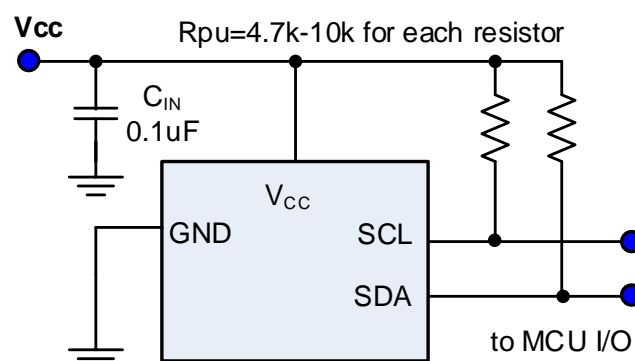 Vcc
Rpu=4.7k-10k for each resistor
CIN
0.1uF
VCC
GND
SCL
SDA
to MCU I/O